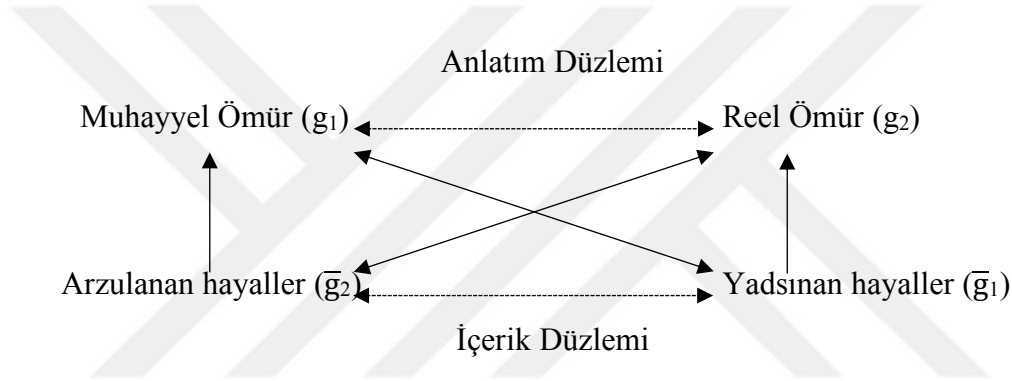 Anlatım Düzlemi
Muhayyel Ömür (g₁) Reel Ömür (g₂)
Arzulanan hayaller (g̅₂) Yadsınan hayaller (g̅₁)
İçerik Düzlemi